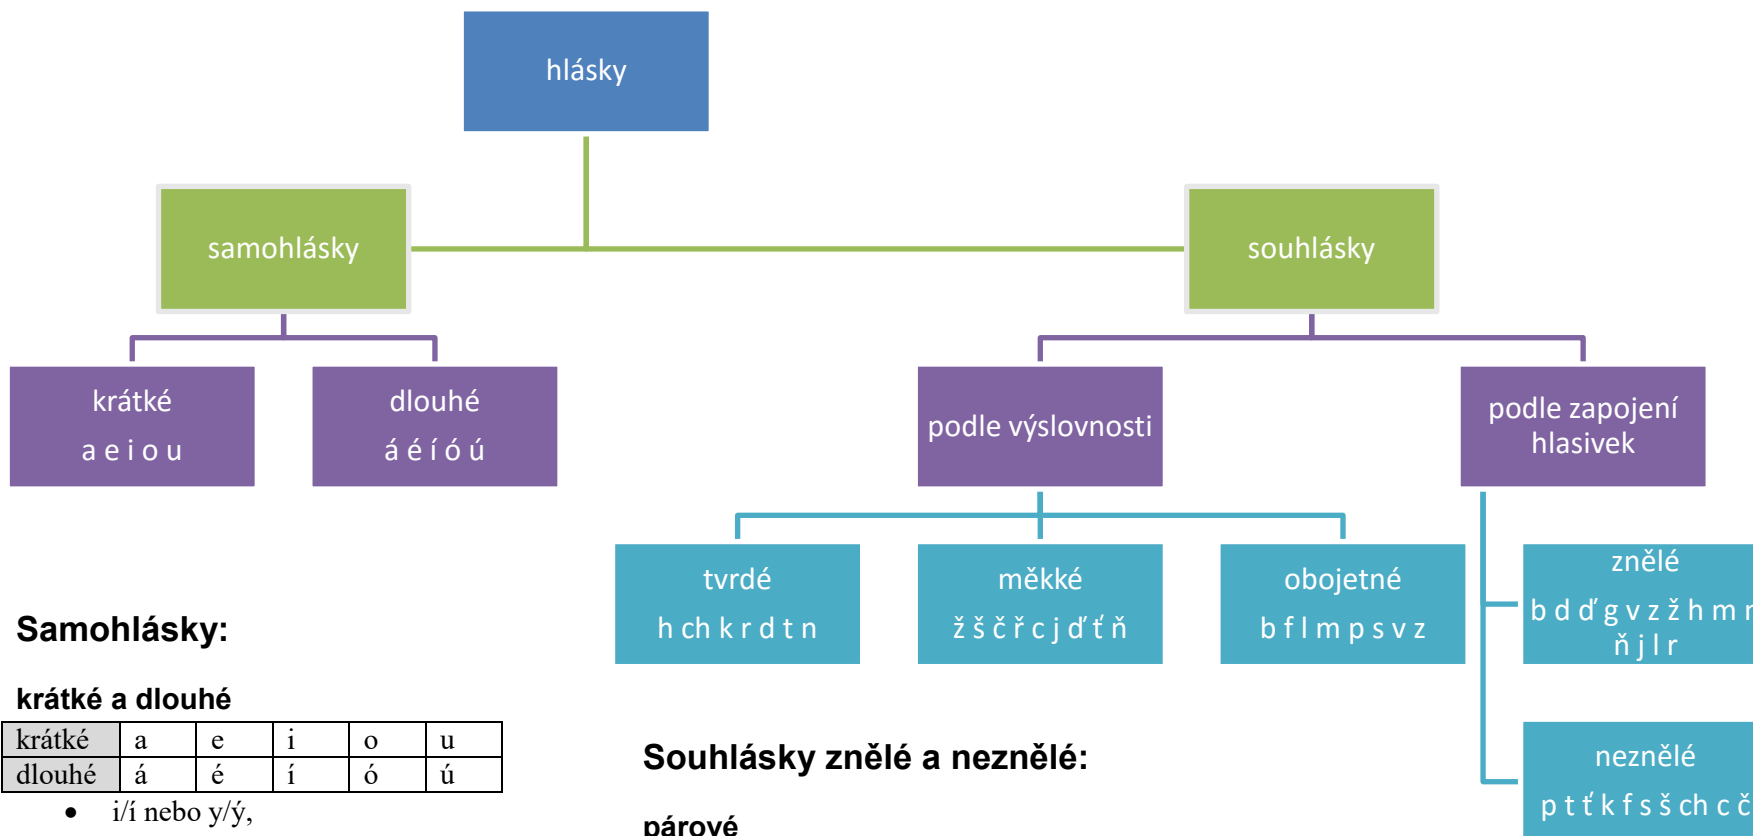 hlásky
samohlásky
souhlásky
krátké
a e i o u
dlouhé
á é í ó ú
podle výslovnosti
podle zapojení
hlasivek
tvrdé
h ch k r d t n
měkké
ž š č ř c j ď ť ň
obojetné
b f l m p s v z
znělé
b d ď g v z ž h m
ň j l r
neznělé
p t ť k f s š ch c č
Samohlásky:
krátké a dlouhé
krátké a e i o u
dlouhé á é í ó ú
• i/í nebo y/ý,
Souhlásky znělé a neznělé:
párové